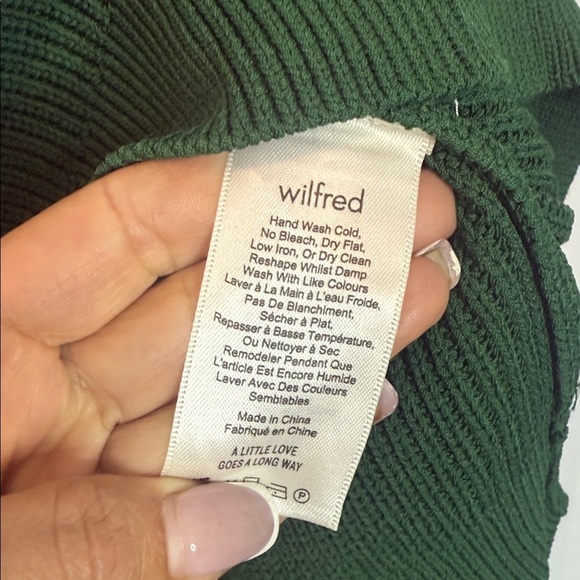 wilfred
Hand Wash Cold,
No Bleach, Dry Flat,
Low Iron, Or Dry Clean
Reshape Whilst Damp
Wash With Like Colours
Laver à La Main à L'eau Froide,
Pas De Blanchiment,
Sécher à Plat,
Repasser à Basse Température,
Ou Nettoyer à Sec
Remodeler Pendant Que
L'article Est Encore Humide
Laver Avec Des Couleurs
Semblables
Made in China
Fabriqué en Chine
A LITTLE LOVE
GOES A LONG WAY
P